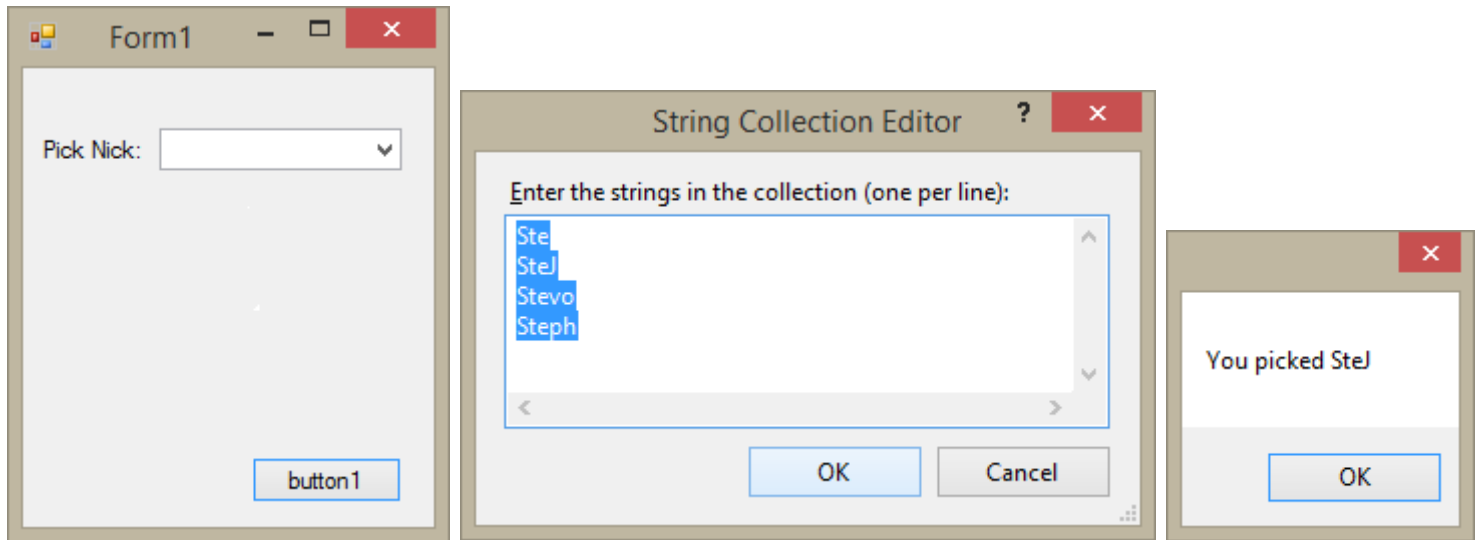 Form1
Pick Nick:
button1
String Collection Editor ?
Enter the strings in the collection (one per line):
Ste
SteJ
Stevo
Steph
OK Cancel
You picked SteJ
OK